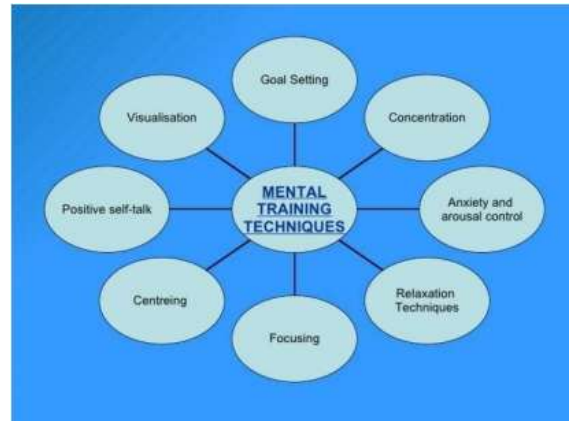 Goal Setting
Visualisation
Concentration
Positive self-talk
MENTAL
TRAINING
TECHNIQUES
Anxiety and
arousal control
Centreing
Relaxation
Techniques
Focusing